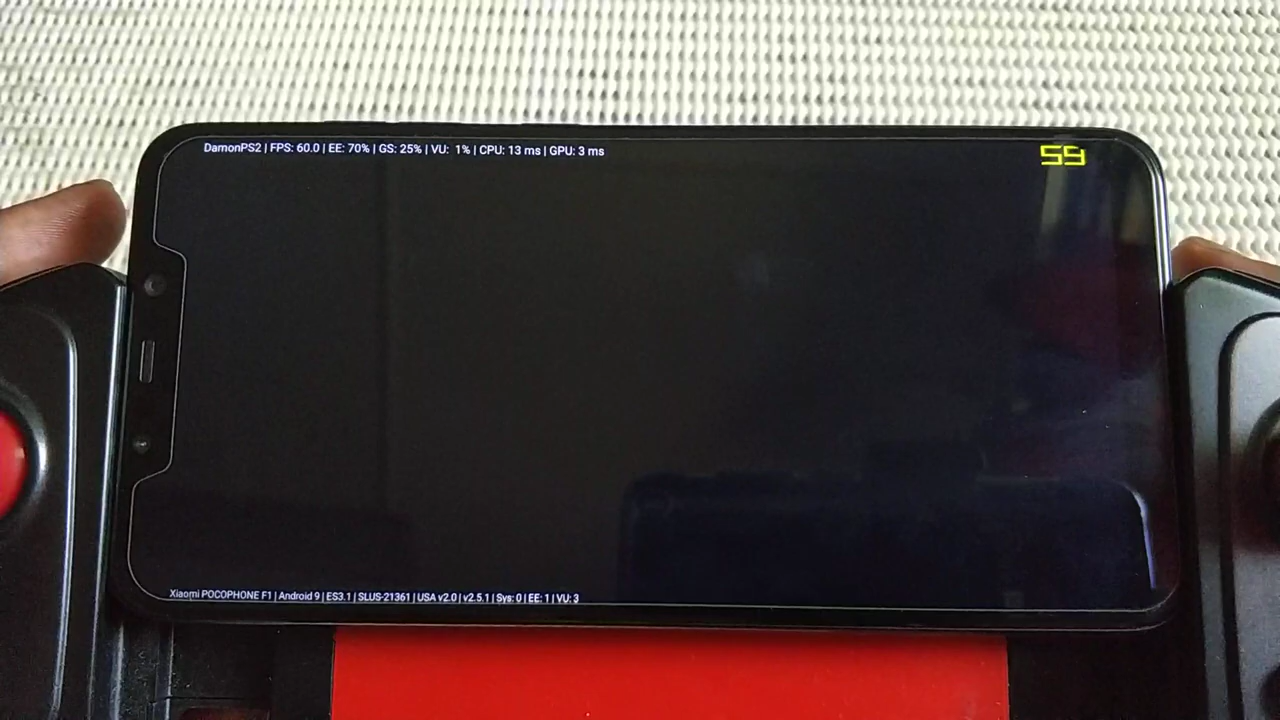 DamonPS2 | FPS: 60.0 | EE: 70% | GS: 25% | VU: 1% | CPU: 13 ms | GPU: 3 ms
59
Xiaomi POCOPHONE F1 | Android 9 | ES3.1 | SLUS-21361 | USA v2.0 | v2.5.1 | Sys: 0 | EE: 1 | VU: 3